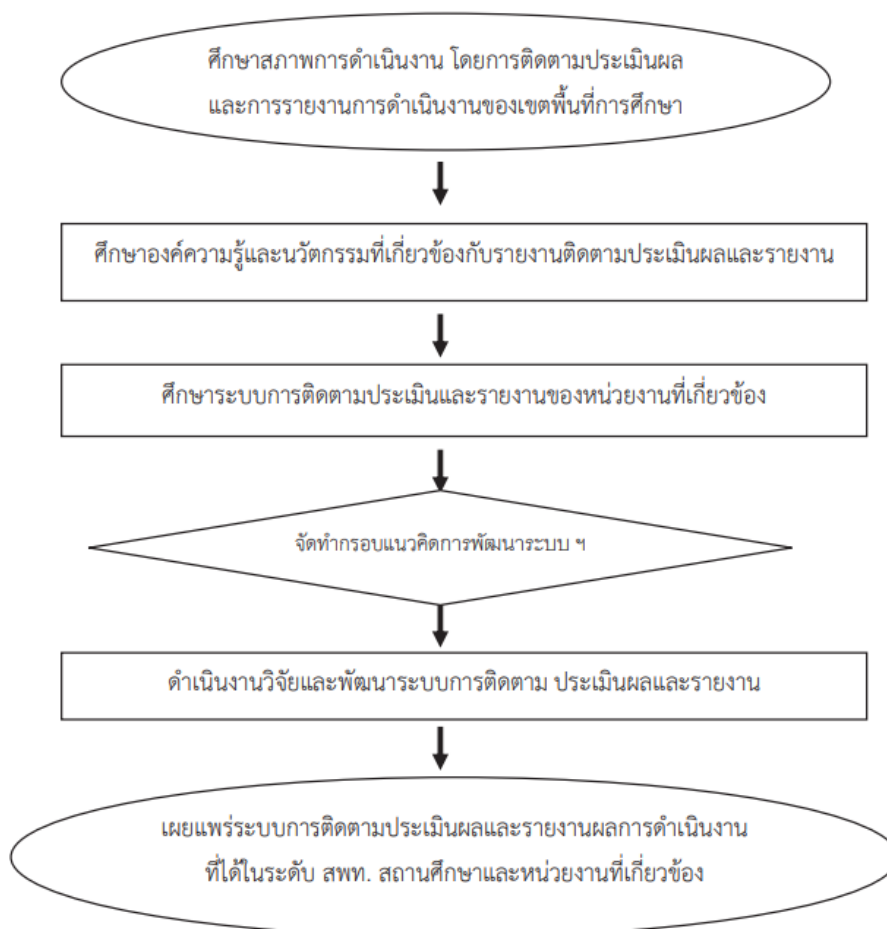 ศึกษาสภาพการดำเนินงาน โดยการติดตามประเมินผล
และการรายงานการดำเนินงานของเขตพื้นที่การศึกษา
ศึกษาองค์ความรู้และนวัตกรรมที่เกี่ยวข้องกับรายงานติดตามประเมินผลและรายงาน
ศึกษาระบบการติดตามประเมินและรายงานของหน่วยงานที่เกี่ยวข้อง
จัดทำกรอบแนวคิดการพัฒนาระบบ ฯ
ดำเนินงานวิจัยและพัฒนาระบบการติดตาม ประเมินผลและรายงาน
เผยแพร่ระบบการติดตามประเมินผลและรายงานผลการดำเนินงาน
ที่ได้ในระดับ สพท. สถานศึกษาและหน่วยงานที่เกี่ยวข้อง